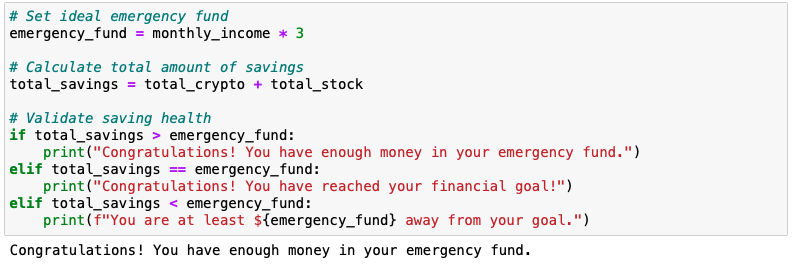 # Set ideal emergency fund
emergency_fund = monthly_income * 3
# Calculate total amount of savings
total_savings = total_crypto + total_stock
# Validate saving health
if total_savings > emergency_fund:
    print("Congratulations! You have enough money in your emergency fund.")
elif total_savings == emergency_fund:
    print("Congratulations! You have reached your financial goal!")
elif total_savings < emergency_fund:
    print(f"You are at least ${emergency_fund} away from your goal.")
Congratulations! You have enough money in your emergency fund.